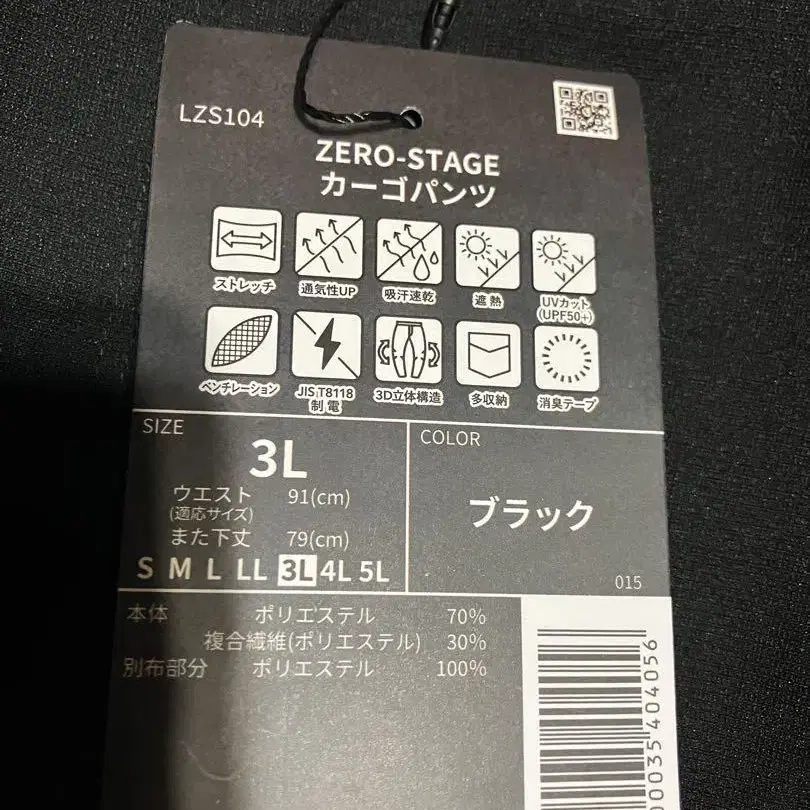 LZS104
ZERO-STAGE
カーゴパンツ
ストレッチ
通気性UP
吸汗速乾
遮熱
UVカット
(UPF50+)
ベンチレーション
JIS T8118
制電
3D立体構造
多収納
消臭テープ
SIZE
3L
ウエスト 91(cm)
(適応サイズ)
また下丈 79(cm)
S M L LL 3L 4L 5L
COLOR
ブラック
015
本体 ポリエステル 70%
複合繊維(ポリエステル) 30%
別布部分 ポリエステル 100%
00035 404056